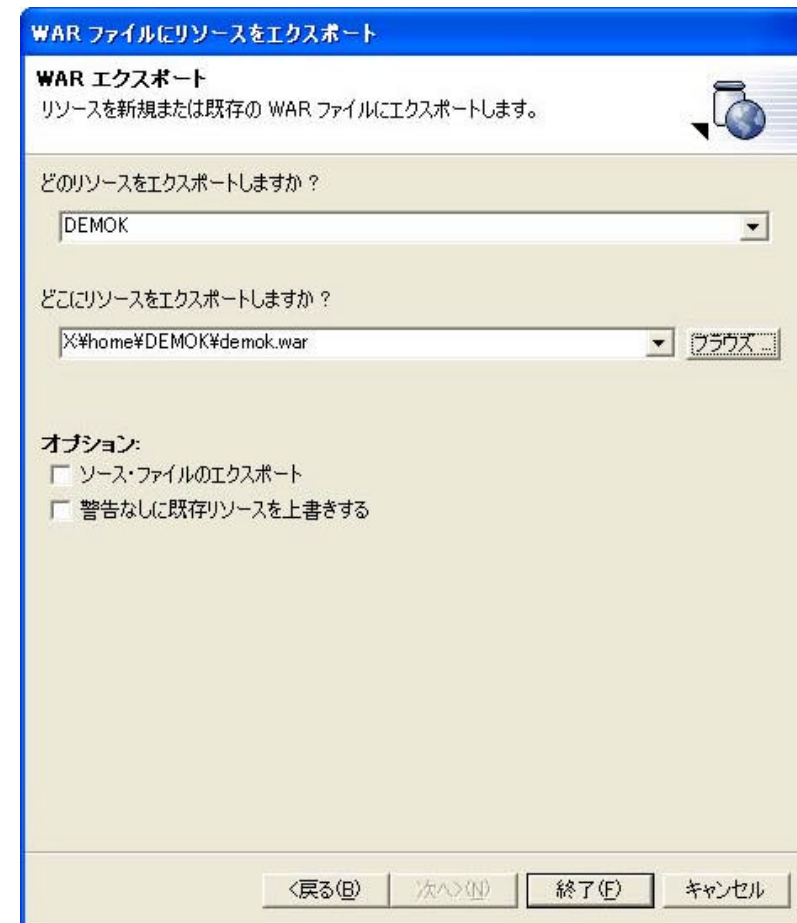 WAR ファイルにリソースをエクスポート
WAR エクスポート
リソースを新規または既存の WAR ファイルにエクスポートします。
どのリソースをエクスポートしますか？
DEMOK
どこにリソースをエクスポートしますか？
X:¥home¥DEMOK¥demok.war
ブラウズ...
オプション:
ソース・ファイルのエクスポート
警告なしに既存リソースを上書きする
<戻る(B)
次へ>(N)
終了(F)
キャンセル